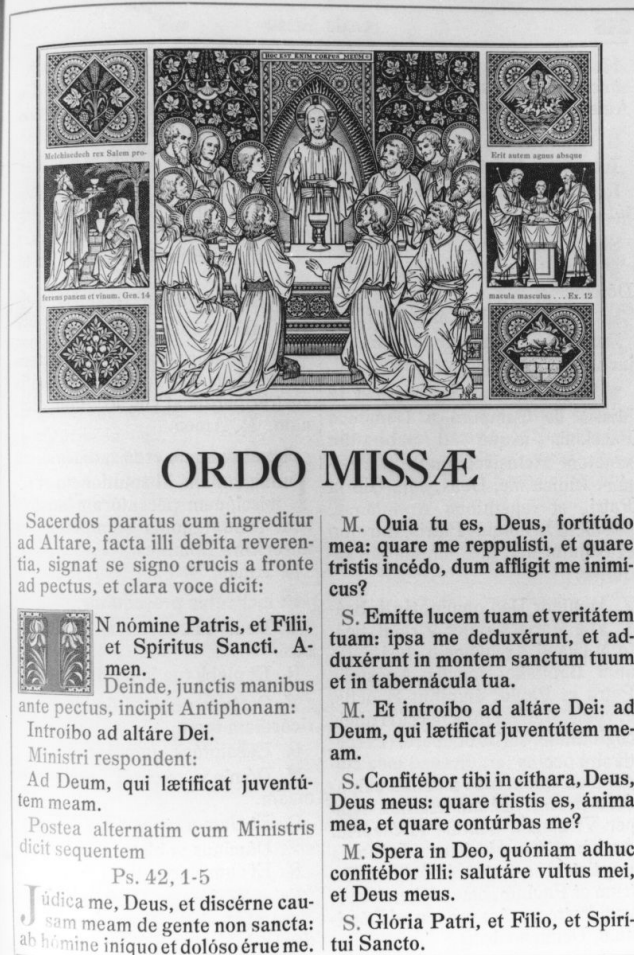 HOC EST ENIM CORPUS MEUM
Melchisedech rex Salem pro-
ferens panem et vinum. Gen. 14
Erit autem agnus absque
macula masculus . . . Ex. 12
ORDO MISSÆ
Sacerdos paratus cum ingreditur
ad Altare, facta illi debita reveren-
tia, signat se signo crucis a fronte
ad pectus, et clara voce dicit:
IN nómine Patris, et Fílii,
et Spíritus Sancti. A-
men.
Deinde, junctis manibus
ante pectus, incipit Antiphonam:
Introíbo ad altáre Dei.
Ministri respondent:
Ad Deum, qui lætíficat juventú-
tem meam.
Postea alternatim cum Ministris
dicit sequentem
Ps. 42, 1-5
Júdica me, Deus, et discérne cau-
sam meam de gente non sancta:
ab hómine iníquo et dolóso érue me.
M. Quia tu es, Deus, fortitúdo
mea: quare me reppulísti, et quare
tristis incédo, dum afflígit me inimí-
cus?
S. Emítte lucem tuam et veritátem
tuam: ipsa me deduxérunt, et ad-
duxérunt in montem sanctum tuum
et in tabernácula tua.
M. Et introíbo ad altáre Dei: ad
Deum, qui lætíficat juventútem me-
am.
S. Confitébor tibi in cíthara, Deus,
Deus meus: quare tristis es, ánima
mea, et quare contúrbas me?
M. Spera in Deo, quóniam adhuc
confitébor illi: salutáre vultus mei,
et Deus meus.
S. Glória Patri, et Fílio, et Spirí-
tui Sancto.